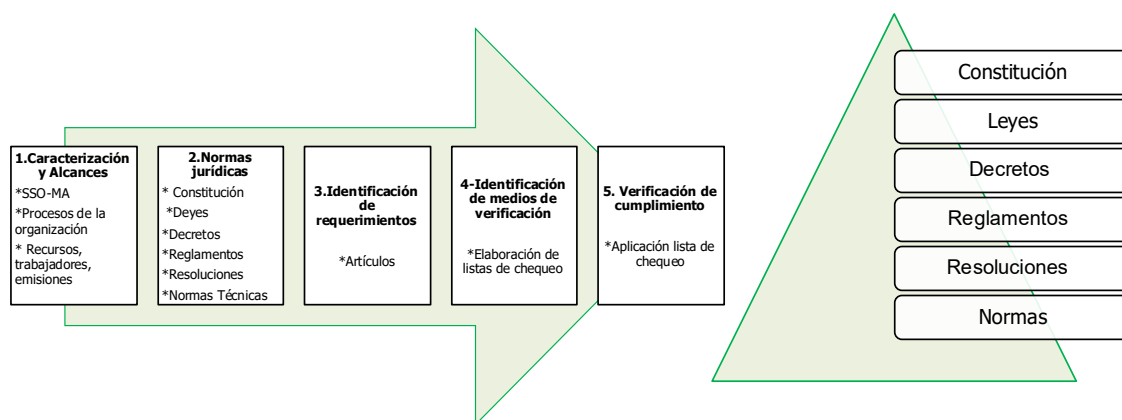 1.Caracterización
y Alcances
*SSO-MA
*Procesos de la
organización
* Recursos,
trabajadores,
emisiones
2.Normas
jurídicas
* Constitución
*Deyes
*Decretos
*Reglamentos
*Resoluciones
*Normas Técnicas
3.Identificación
de
requerimientos
*Artículos
4-Identificación
de medios de
verificación
*Elaboración de
listas de chequeo
5. Verificación de
cumplimiento
*Aplicación lista de
chequeo
Constitución
Leyes
Decretos
Reglamentos
Resoluciones
Normas